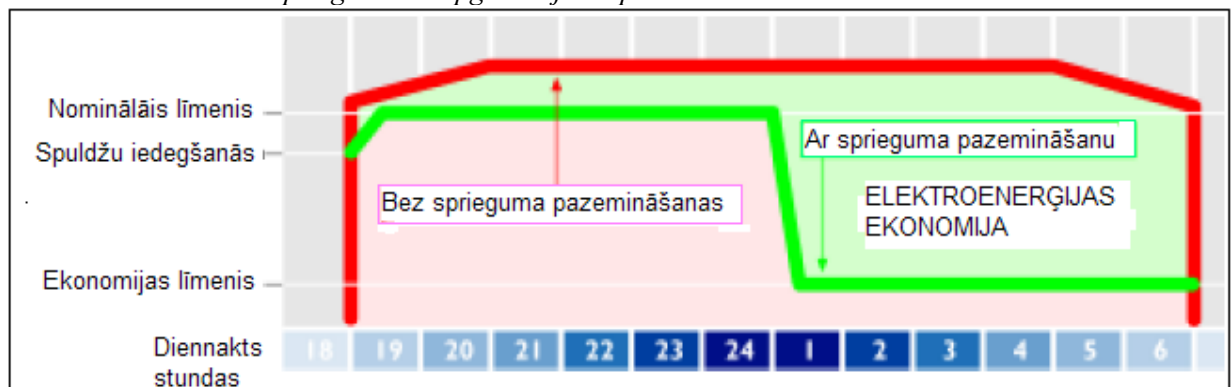 Nominālais līmenis
Spuldžu iedegšanās
Ar sprieguma pazemināšanu
Bez sprieguma pazemināšanas
ELEKTROENERĢIJAS
EKONOMIJA
Ekonomijas līmenis
Diennakts
stundas
18 19 20 21 22 23 24 1 2 3 4 5 6